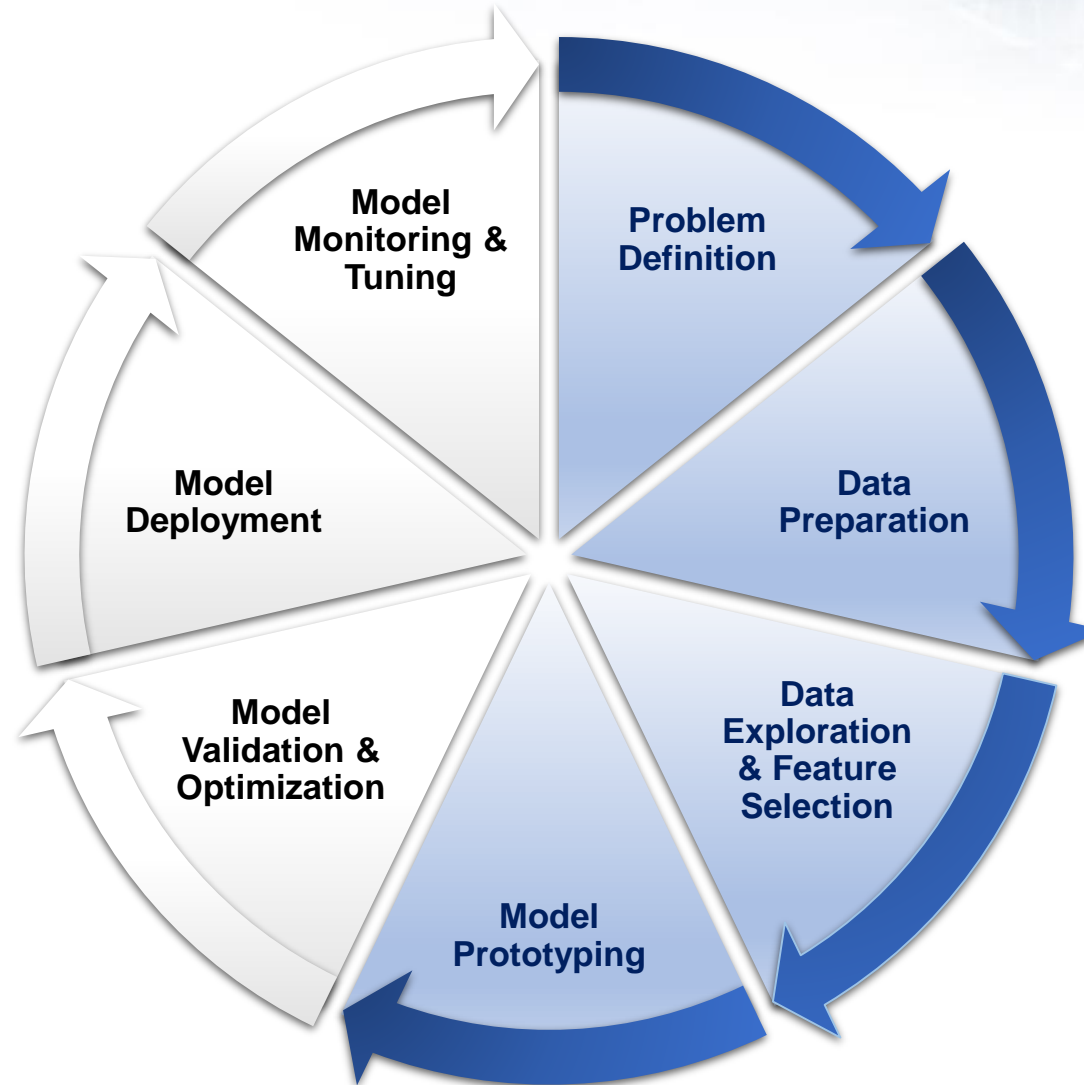 Problem
Definition
Data
Preparation
Data
Exploration
& Feature
Selection
Model
Prototyping
Model
Validation &
Optimization
Model
Deployment
Model
Monitoring &
Tuning